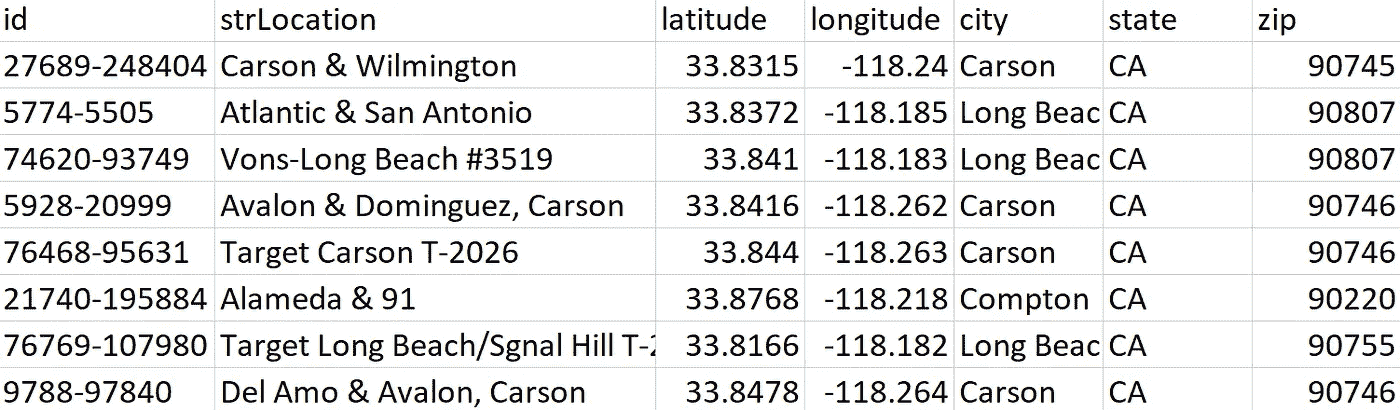 id strLocation latitude longitude city state zip
27689-248404 Carson & Wilmington 33.8315 -118.24 Carson CA 90745
5774-5505 Atlantic & San Antonio 33.8372 -118.185 Long Beac CA 90807
74620-93749 Vons-Long Beach #3519 33.841 -118.183 Long Beac CA 90807
5928-20999 Avalon & Dominguez, Carson 33.8416 -118.262 Carson CA 90746
76468-95631 Target Carson T-2026 33.844 -118.263 Carson CA 90746
21740-195884 Alameda & 91 33.8768 -118.218 Compton CA 90220
76769-107980 Target Long Beach/Sgnal Hill T-2 33.8166 -118.182 Long Beac CA 90755
9788-97840 Del Amo & Avalon, Carson 33.8478 -118.264 Carson CA 90746